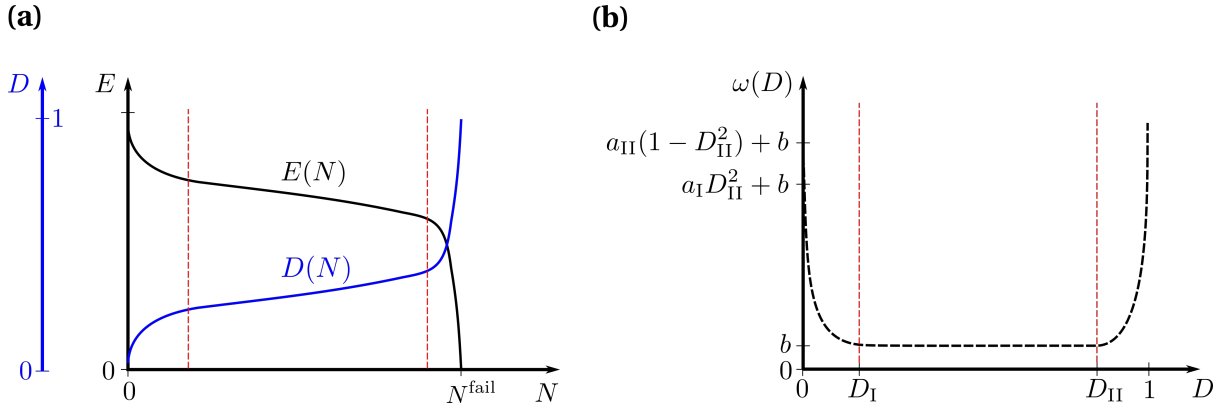 (a)
(b)
D
E
ω(D)
1
a_II(1 − D_II^2) + b
E(N)
a_I D_II^2 + b
D(N)
b
0
0
0
0
N^fail
N
0
D_I
D_II
1
D